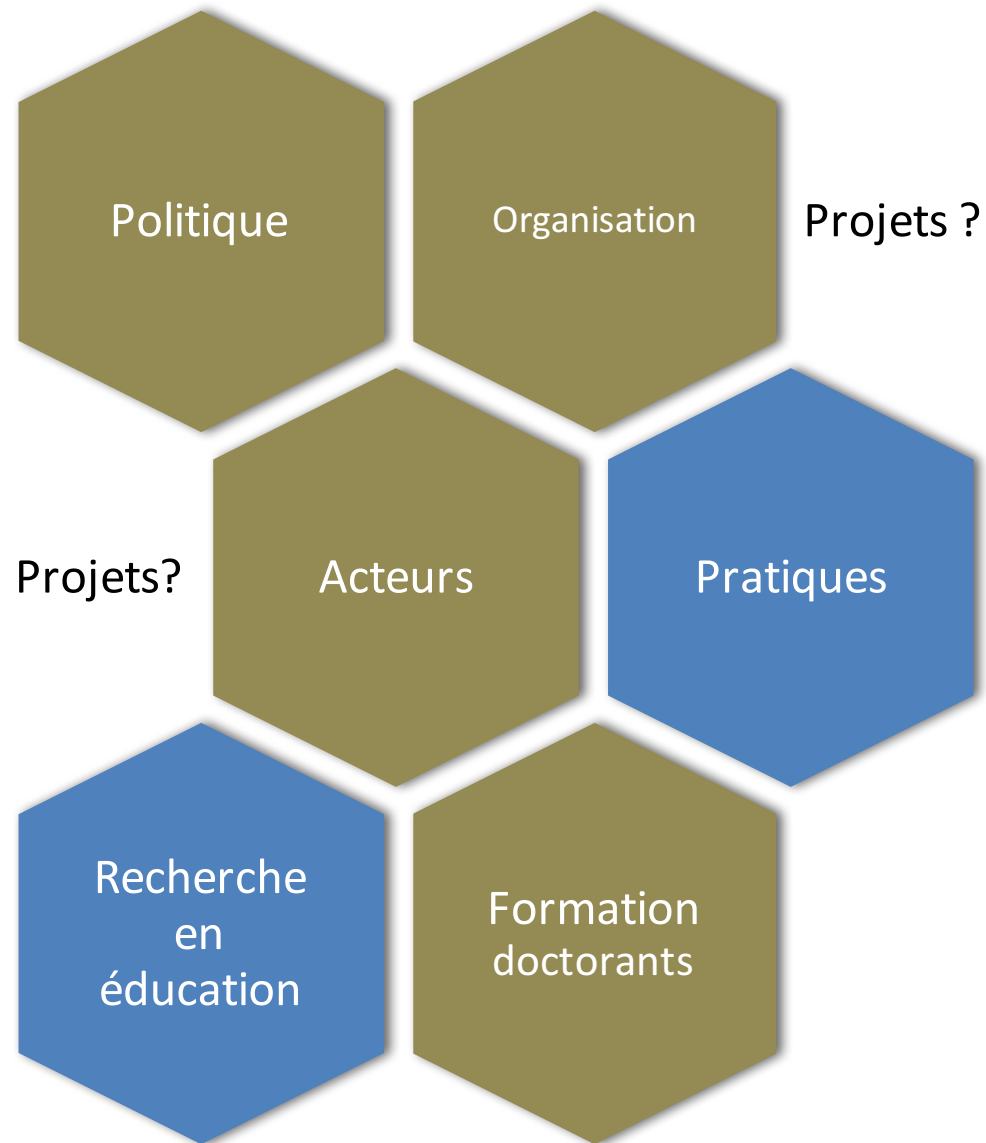 Politique
Organisation
Projets ?
Projets?
Acteurs
Pratiques
Recherche
en
éducation
Formation
doctorants